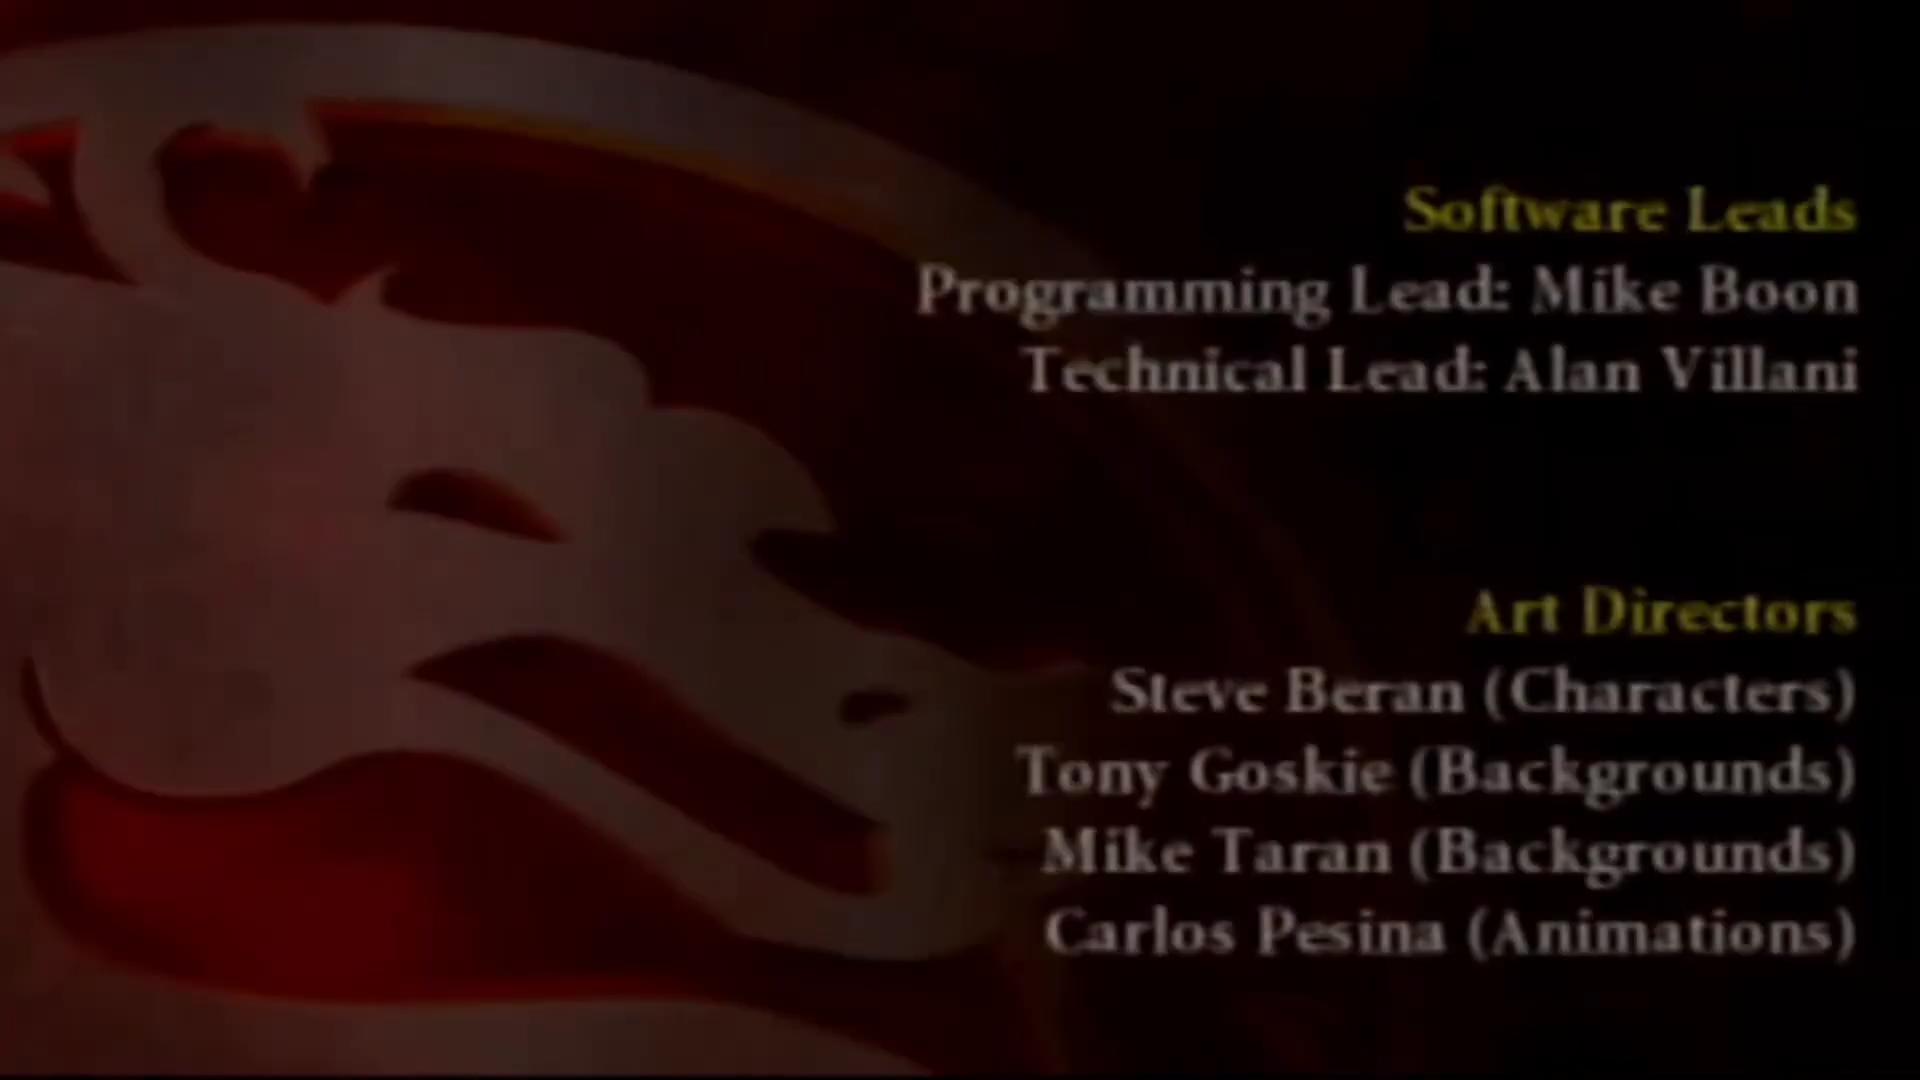 Software Leads
Programming Lead: Mike Boon
Technical Lead: Alan Villani
Art Directors
Steve Beran (Characters)
Tony Goskie (Backgrounds)
Mike Taran (Backgrounds)
Carlos Pesina (Animations)